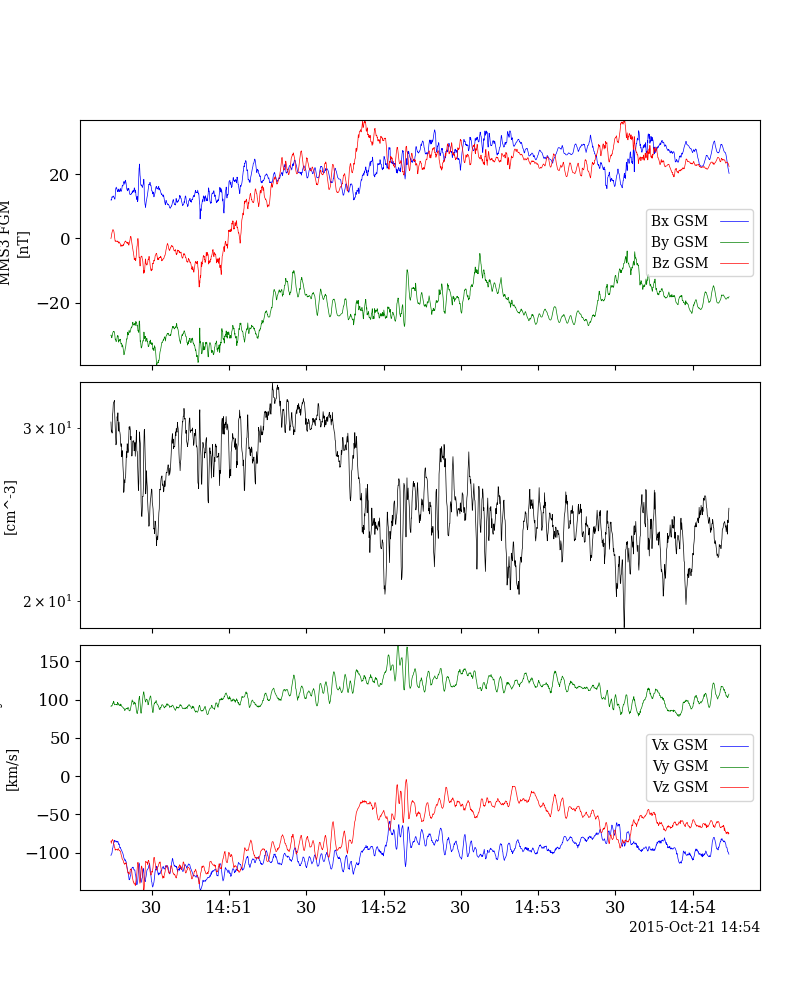 20
0
−20
MMS3 FGM
[nT]
Bx GSM
By GSM
Bz GSM
3 × 10¹
2 × 10¹
[cm^-3]
150
100
50
0
−50
−100
[km/s]
Vx GSM
Vy GSM
Vz GSM
30 14:51 30 14:52 30 14:53 30 14:54
2015-Oct-21 14:54